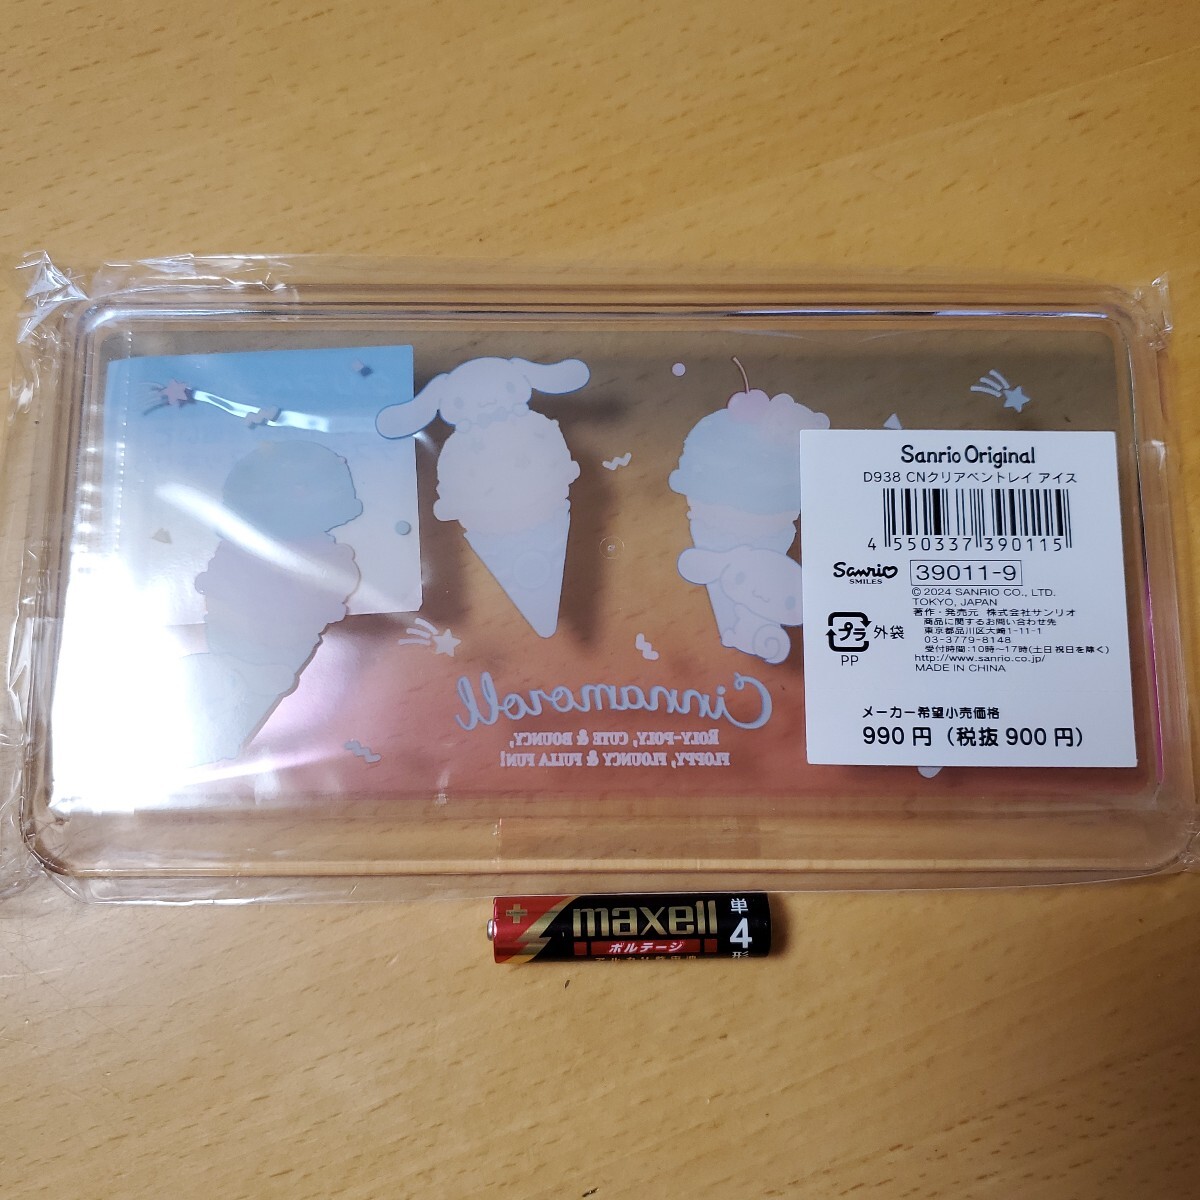 Sanrio Original
D938 CNクリアペントレイ アイス
4 550337 390115
Sanrio
SMILES
39011-9
© 2024 SANRIO CO., LTD.
TOKYO, JAPAN
著作・発売元 株式会社サンリオ
商品に関するお問い合わせ先
東京都品川区大崎1-11-1
03-3779-8148
受付時間:10時~17時(土日祝日を除く)
http://www.sanrio.co.jp/
MADE IN CHINA
プラ 外袋
PP
メーカー希望小売価格
990円(税抜900円)
Cinnamoroll
ROLY-POLY, CUTE & BOUNCY,
FLOPPY, FLOUNCY & FULLA FUN!
+
maxell
ボルテージ
単
4
形